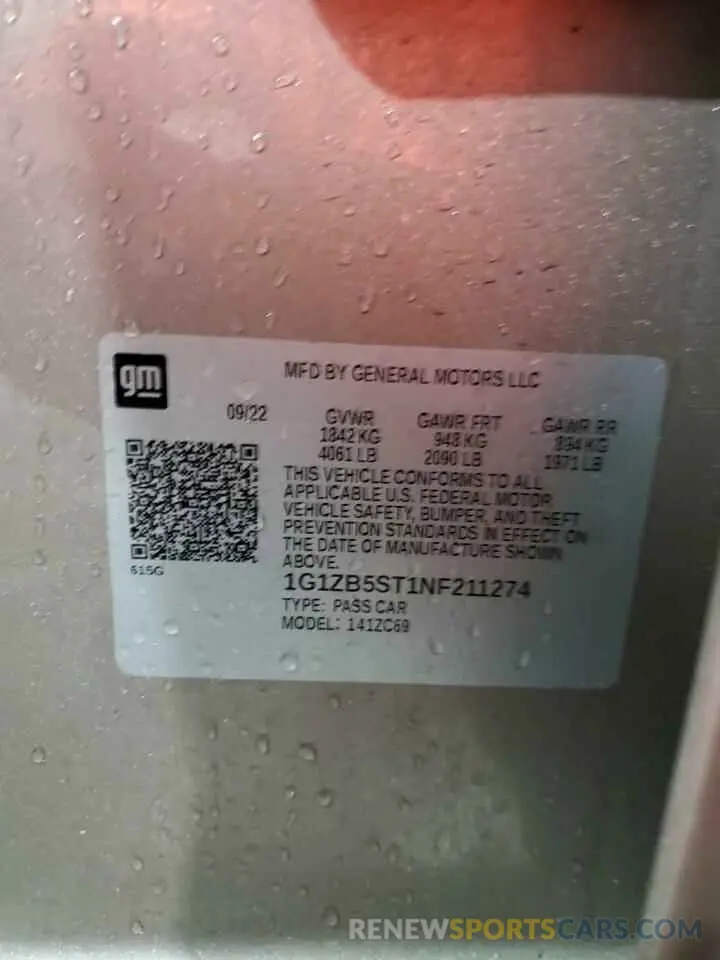 gm
MFD BY GENERAL MOTORS LLC
09/22
GVWR GAWR FRT GAWR RR
1842 KG 948 KG 894 KG
4061 LB 2090 LB 1971 LB
THIS VEHICLE CONFORMS TO ALL
APPLICABLE U.S. FEDERAL MOTOR
VEHICLE SAFETY, BUMPER, AND THEFT
PREVENTION STANDARDS IN EFFECT ON
THE DATE OF MANUFACTURE SHOWN
ABOVE.
615G
1G1ZB5ST1NF211274
TYPE: PASS CAR
MODEL: 141ZC69
RENEWSPORTSCARS.COM